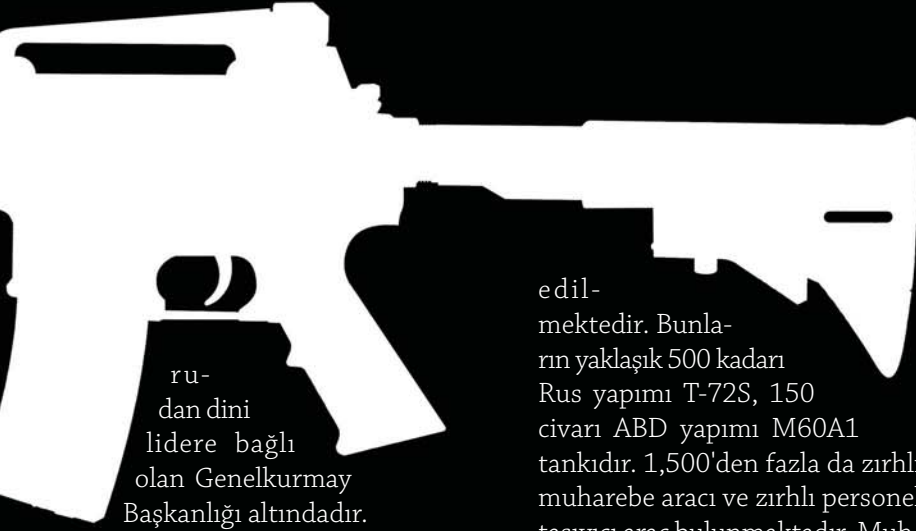 ru-
dan dini
lidere bağlı
olan Genelkurmay
Başkanlığı altındadır.
edil-
mektedir. Bunla-
rın yaklaşık 500 kadarı
Rus yapımı T-72S, 150
civarı ABD yapımı M60A1
tankıdır. 1,500'den fazla da zırhlı
muharebe aracı ve zırhlı personel